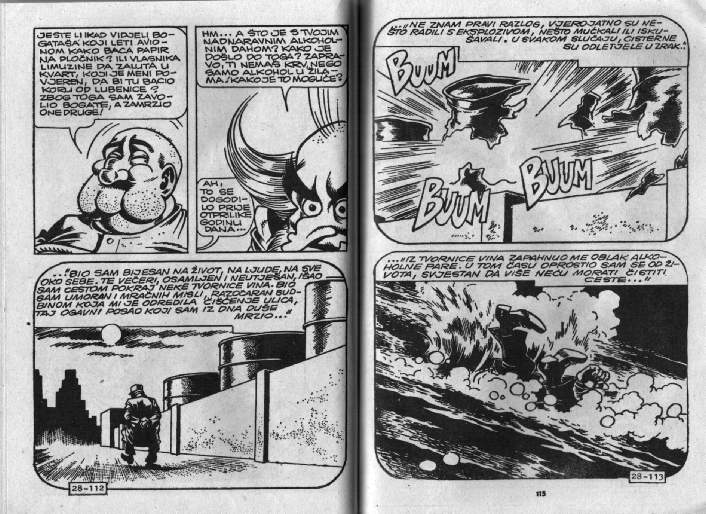 JESTE LI IKAD VIDJELI BO-
GATAŠA KOJI LETI AVIO-
NOM KAKO BACA PAPIR
NA PLOČNIK? ILI VLASNIKA
LIMUZINE DA ZALUTA U
KVART, KOJI JE MENI PO-
VJEREN, DA BI TU BACIO
KORU OD LUBENICE?
ZBOG TOGA SAM ZAVO-
LIO BOGATE, A ZAMRZIO
ONE DRUGE!
HM... A ŠTO JE S TVOJIM
NADNARAVNIM ALKOHOL-
NIM DAHOM? KAKO JE
DOŠLO DO TOGA? ZAPRA-
VO, TI NEMAŠ KRV, NEGO
SAMO ALKOHOL U ŽILA-
MA! KAKO JE TO MOGUĆE?
AH,
TO SE
DOGODI-
LO PRIJE
OTPRILIKE
GODINU
DANA...
..."BIO SAM BIJESAN NA ŽIVOT, NA LJUDE, NA SVE
OKO SEBE. TE VEČERI, OSAMLJEN I NEUTJEŠAN, IŠAO
SAM CESTOM POKRAJ NEKE TVORNICE VINA. BIO
SAM UMORAN I MRAČNIH MISLI, RAZOČARAN SUD-
BINOM KOJA MI JE ODREDILA ČIŠĆENJE ULICA,
TAJ OGAVNI POSAO KOJI SAM IZ DNA DUŠE
MRZIO..."
28-112
..."NE ZNAM PRAVI RAZLOG, VJEROJATNO SU NE-
ŠTO RADILI S EKSPLOZIVOM, NEŠTO MUĆKALI ILI ISKU-
ŠAVALI. U SVAKOM SLUČAJU, CISTERNE
SU ODLETJELE U ZRAK."
BUUM
BUUM
BUUM
..."IZ TVORNICE VINA ZAPAHNUO ME OBLAK ALKO-
HOLNE PARE. U TOM ČASU OPROSTIO SAM SE OD ŽI-
VOTA, SVJESTAN DA VIŠE NEĆU MORATI ČISTITI
CESTE..."
28-113
113